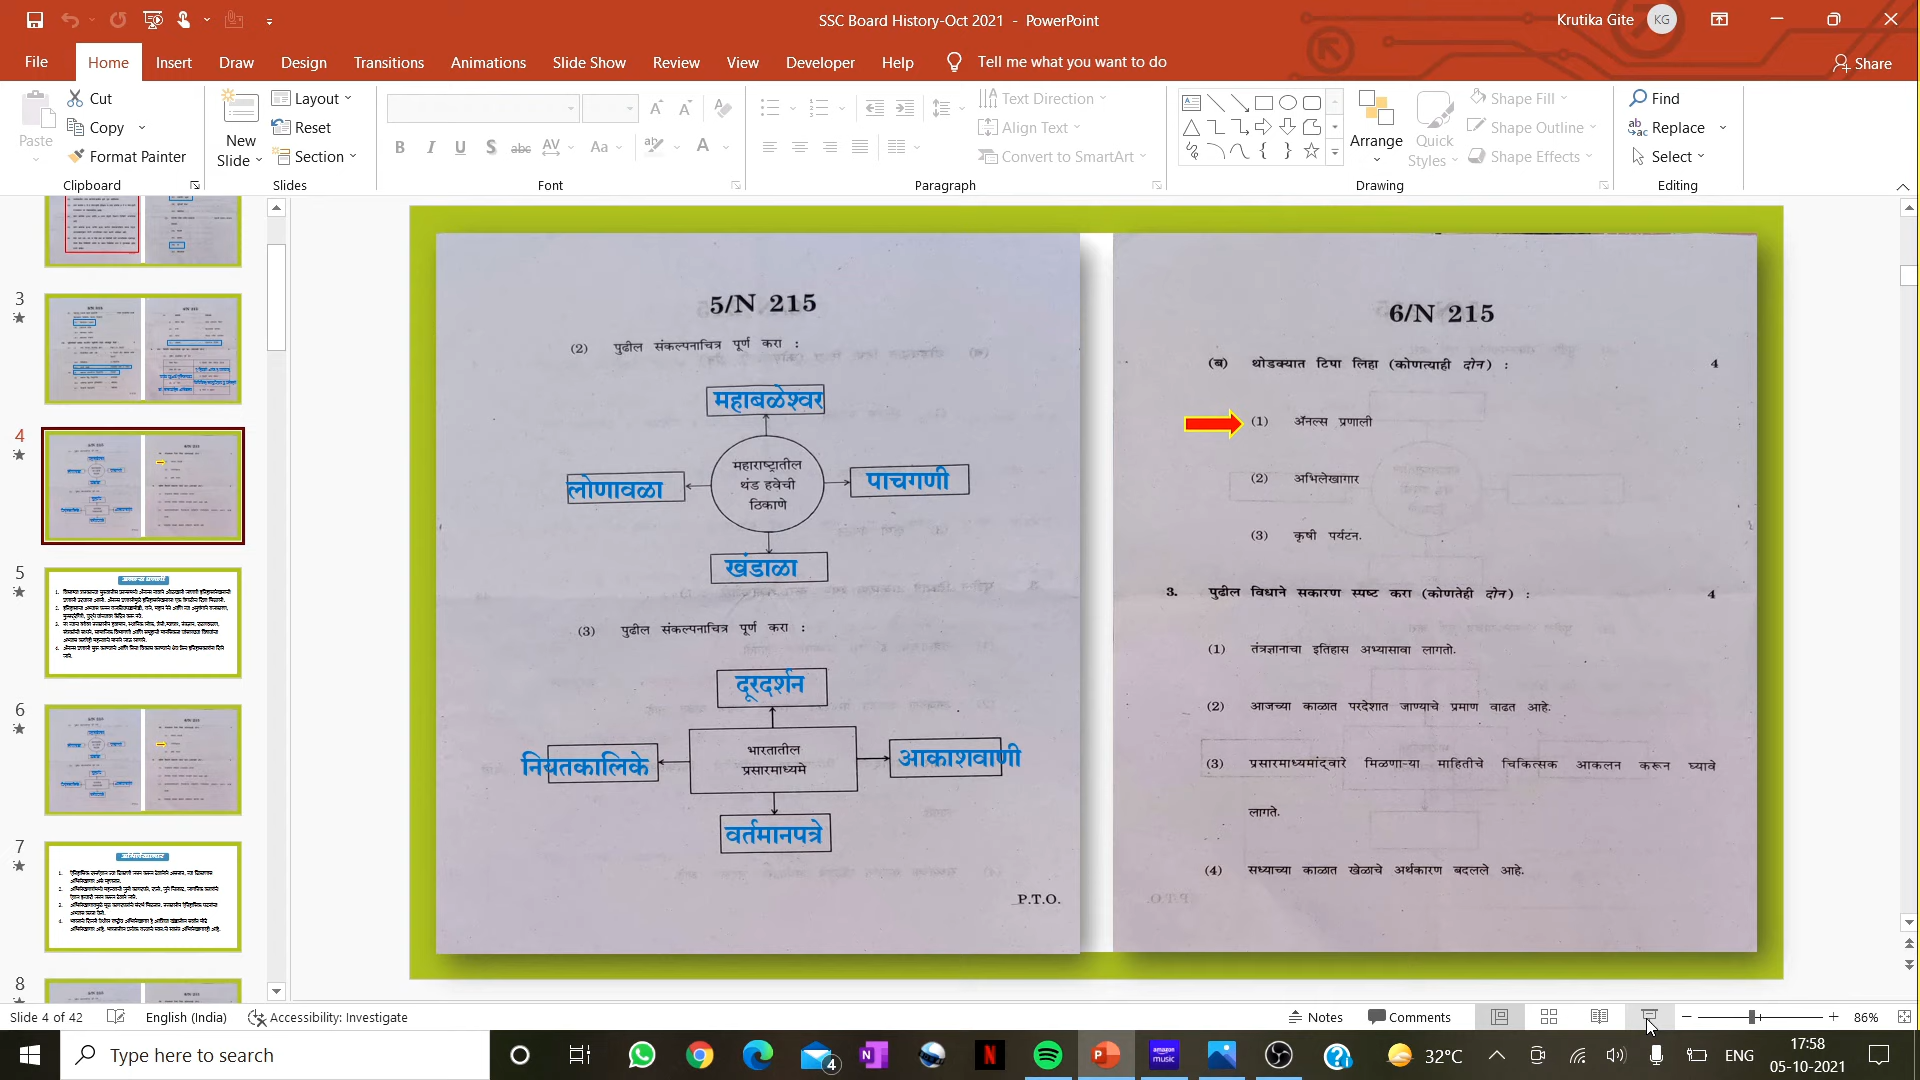 SSC Board History-Oct 2021 - PowerPoint
Krutika Gite KG
File Home Insert Draw Design Transitions Animations Slide Show Review View Developer Help Tell me what you want to do Share
Cut
Copy
Format Painter
Paste
Clipboard
New Slide
Layout
Reset
Section
Slides
Font
Text Direction
Align Text
Convert to SmartArt
Paragraph
Arrange
Quick Styles
Shape Fill
Shape Outline
Shape Effects
Drawing
Find
Replace
Select
Editing
3
4
5
6
7
8
5/N 215
(2) पुढील संकल्पनाचित्र पूर्ण करा :
महाबळेश्वर
लोणावळा
महाराष्ट्रातील
थंड हवेची
ठिकाणे
पाचगणी
खंडाळा
(3) पुढील संकल्पनाचित्र पूर्ण करा :
दूरदर्शन
नियतकालिके
भारतातील
प्रसारमाध्यमे
आकाशवाणी
वर्तमानपत्रे
P.T.O.
6/N 215
(ब) थोडक्यात टिपा लिहा (कोणत्याही दोन) : 4
(1) ॲनल्स प्रणाली
(2) अभिलेखागार
(3) कृषी पर्यटन.
3. पुढील विधाने सकारण स्पष्ट करा (कोणतेही दोन) : 4
(1) तंत्रज्ञानाचा इतिहास अभ्यासावा लागतो.
(2) आजच्या काळात परदेशात जाण्याचे प्रमाण वाढत आहे.
(3) प्रसारमाध्यमांद्वारे मिळणाऱ्या माहितीचे चिकित्सक आकलन करून घ्यावे
लागते.
(4) सध्याच्या काळात खेळाचे अर्थकारण बदलले आहे.
Slide 4 of 42 English (India) Accessibility: Investigate Notes Comments 86%
Type here to search
4
32°C
ENG
17:58
05-10-2021